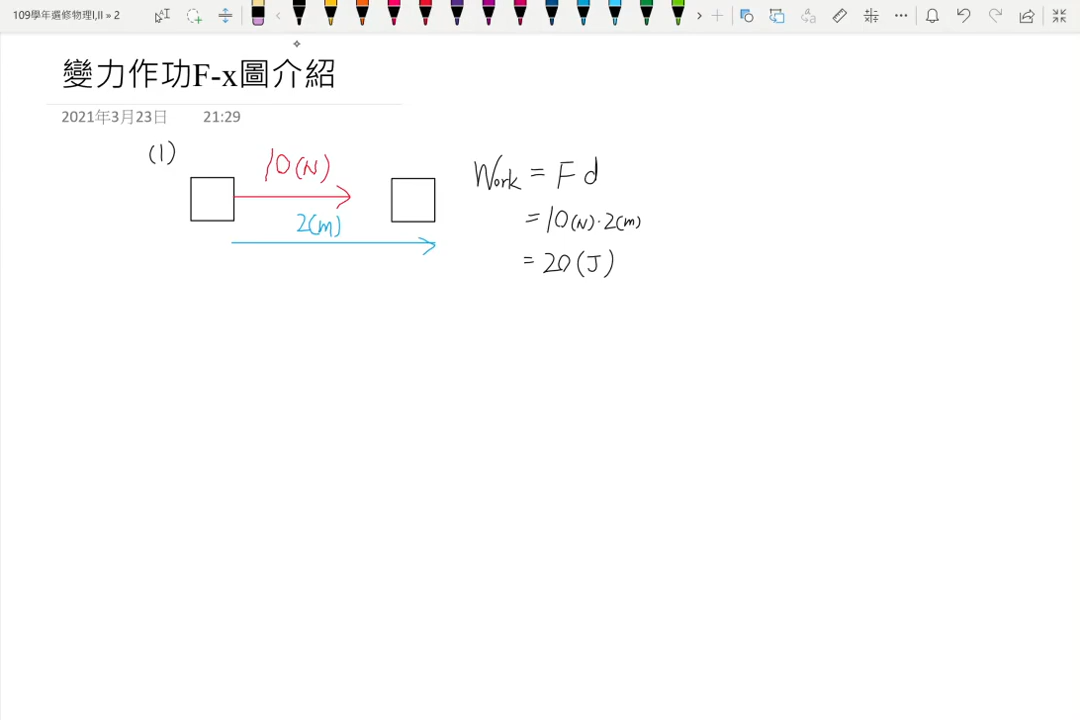 109學年選修物理I,II » 2
變力作功F-x圖介紹
2021年3月23日 21:29
(1)
10(N)
2(m)
Work = Fd
= 10(N)·2(m)
= 20(J)